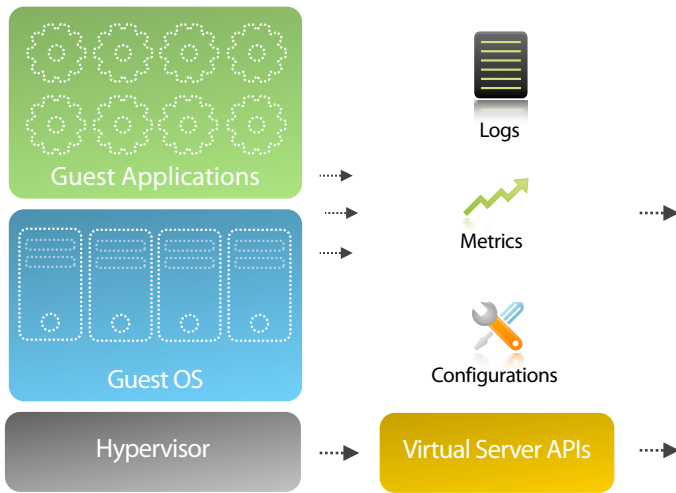 Guest Applications
Guest OS
Hypervisor
Logs
Metrics
Configurations
Virtual Server APIs